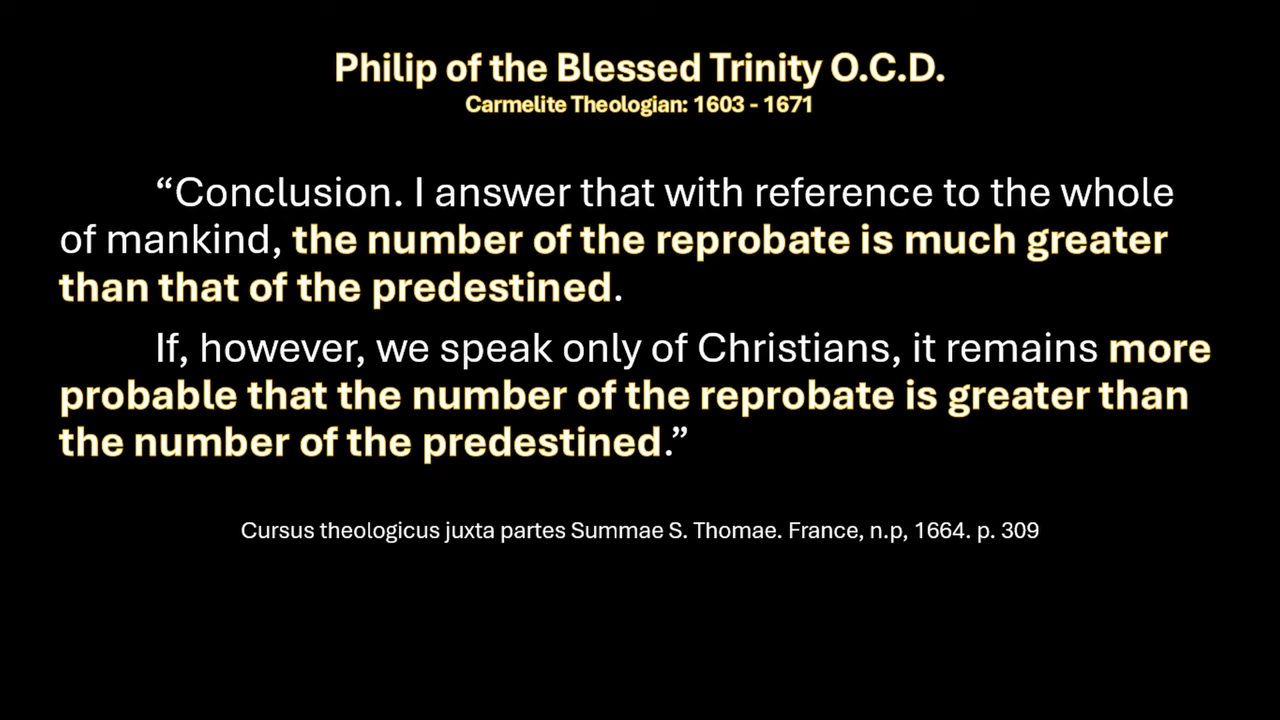 Philip of the Blessed Trinity O.C.D.
Carmelite Theologian: 1603 - 1671
“Conclusion. I answer that with reference to the whole
of mankind, the number of the reprobate is much greater
than that of the predestined.
If, however, we speak only of Christians, it remains more
probable that the number of the reprobate is greater than
the number of the predestined.”
Cursus theologicus juxta partes Summae S. Thomae. France, n.p, 1664. p. 309